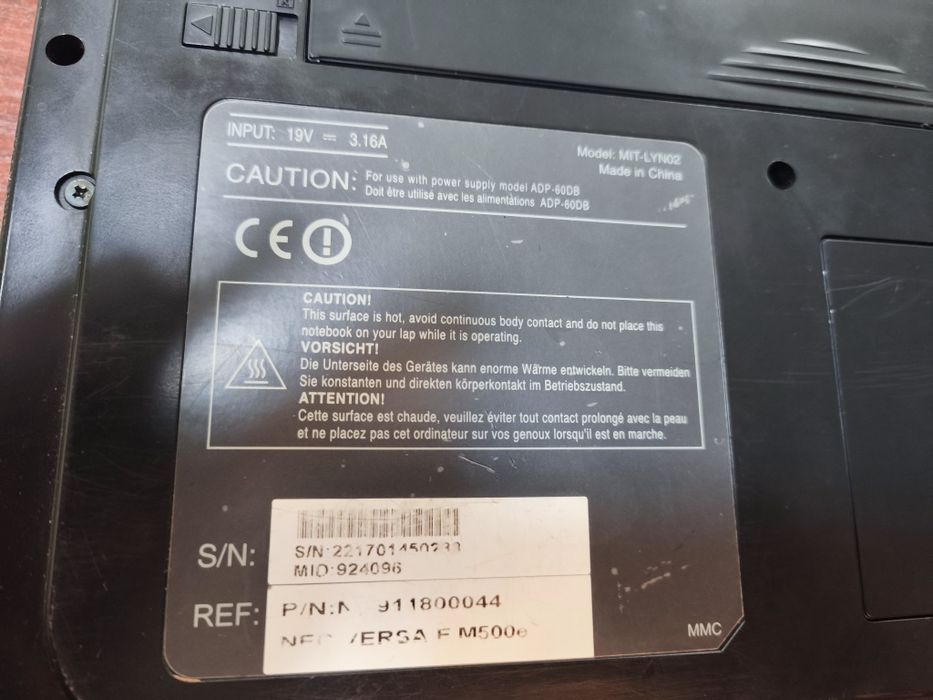 INPUT: 19V ⎓ 3.16A
Model: MIT-LYN02
Made in China
CAUTION: For use with power supply model ADP-60DB
Doit être utilisé avec les alimentations ADP-60DB
CE
CAUTION!
This surface is hot, avoid continuous body contact and do not place this
notebook on your lap while it is operating.
VORSICHT!
Die Unterseite des Gerätes kann enorme Wärme entwickeln. Bitte vermeiden
Sie konstanten und direkten körperkontakt im Betriebszustand.
ATTENTION!
Cette surface est chaude, veuillez éviter tout contact prolongé avec la peau
et ne placez pas cet ordinateur sur vos genoux lorsqu'il est en marche.
S/N:
S/N:221701450233
MID:924096
REF:
P/N: 911800044
M500e
MMC